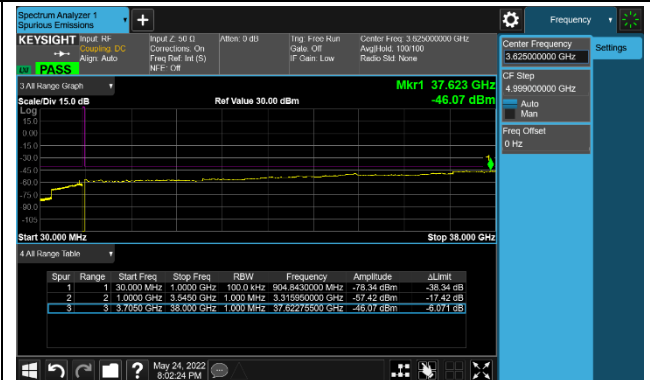 Spectrum Analyzer 1
Spurious Emissions
Frequency
KEYSIGHT
Input: RF
Coupling: DC
Align: Auto
Input Z: 50 Ω
Corrections: On
Freq Ref: Int (S)
NFE: Off
Atten: 0 dB
Trig: Free Run
Gate: Off
IF Gain: Low
Center Freq: 3.625000000 GHz
Avg|Hold: 100/100
Radio Std: None
PASS
Center Frequency
3.625000000 GHz
Settings
CF Step
4.999000000 GHz
Auto
Man
Freq Offset
0 Hz
3 All Range Graph
Mkr1 37.623 GHz
Scale/Div 15.0 dB
Ref Value 30.00 dBm
-46.07 dBm
Log
15.0
0.00
-15.0
-30.0
-45.0
-60.0
-75.0
-90.0
-105
Start 30.000 MHz
Stop 38.000 GHz
4 All Range Table
Spur Range Start Freq Stop Freq RBW Frequency Amplitude ΔLimit
1 1 30.000 MHz 1.0000 GHz 100.0 kHz 904.8430000 MHz -78.34 dBm -38.34 dB
2 2 1.0000 GHz 3.5450 GHz 1.000 MHz 3.315950000 GHz -57.42 dBm -17.42 dB
3 3 3.7050 GHz 38.000 GHz 1.000 MHz 37.62275500 GHz -46.07 dBm -6.071 dB
May 24, 2022
8:02:24 PM